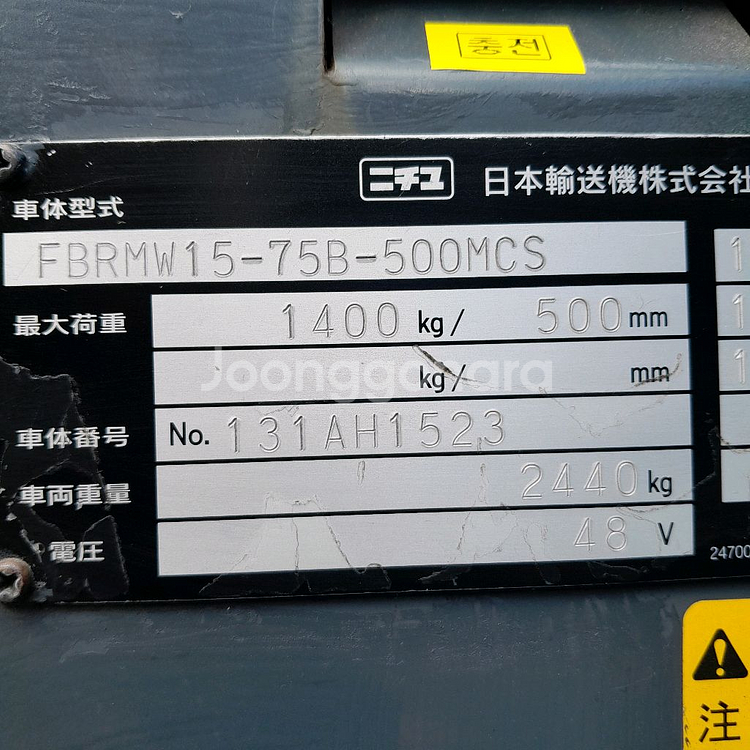 충전
ニチユ 日本輸送機株式会社
車体型式
FBRMW15-75B-500MCS
最大荷重 1400 kg/ 500 mm
kg/ mm
Joonggonara
車体番号 No. 131AH1523
車両重量 2440 kg
電圧 48 V
24700
注